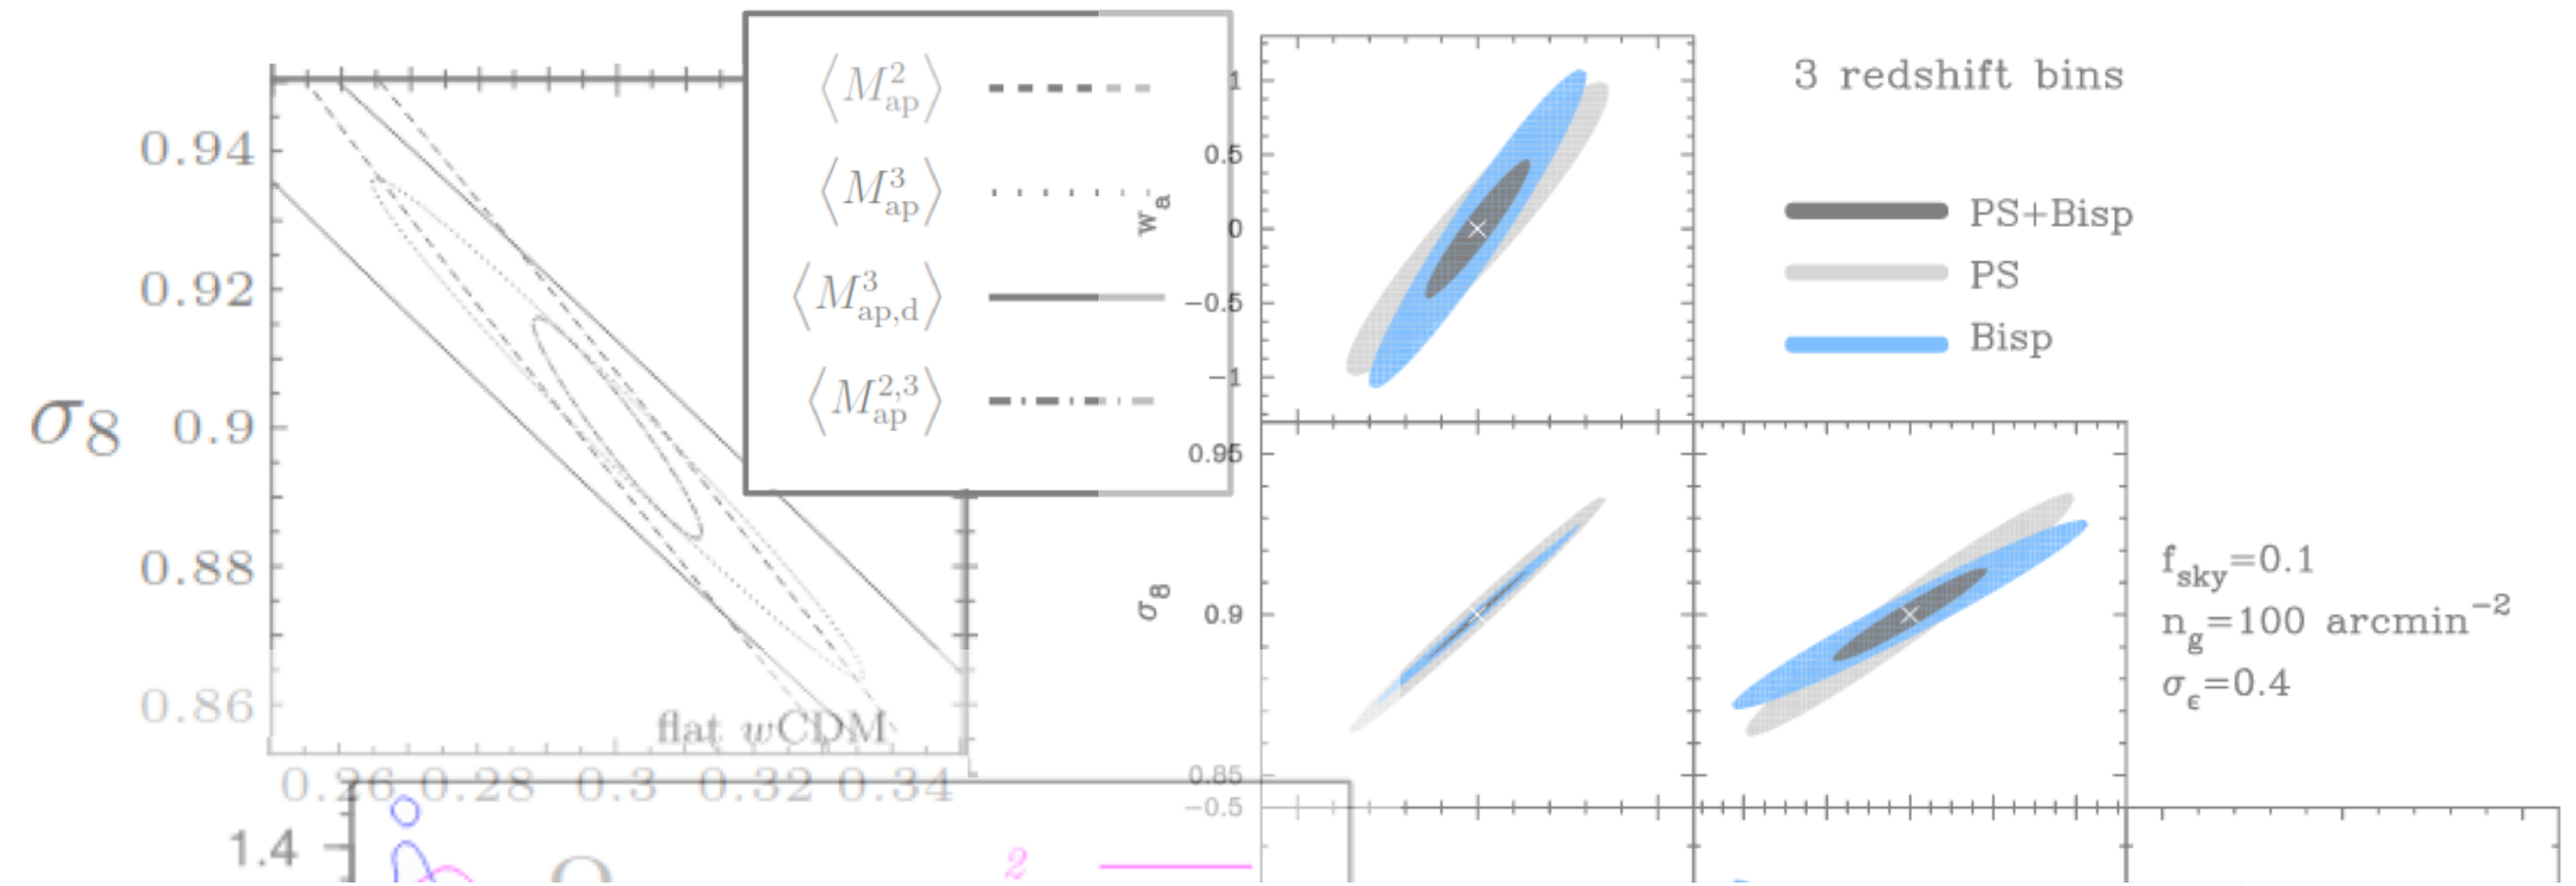 ⟨M²ap⟩
⟨M³ap⟩
⟨M³ap,d⟩
⟨M²,³ap⟩
0.94
0.92
σ8 0.9
0.88
0.86
flat wCDM
0.26 0.28 0.3 0.32 0.34
1.4
2
wa
1
0.5
0
−0.5
−1
3 redshift bins
PS+Bisp
PS
Bisp
σ8
0.95
0.9
0.85
−0.5
fsky=0.1
ng=100 arcmin−2
σϵ=0.4